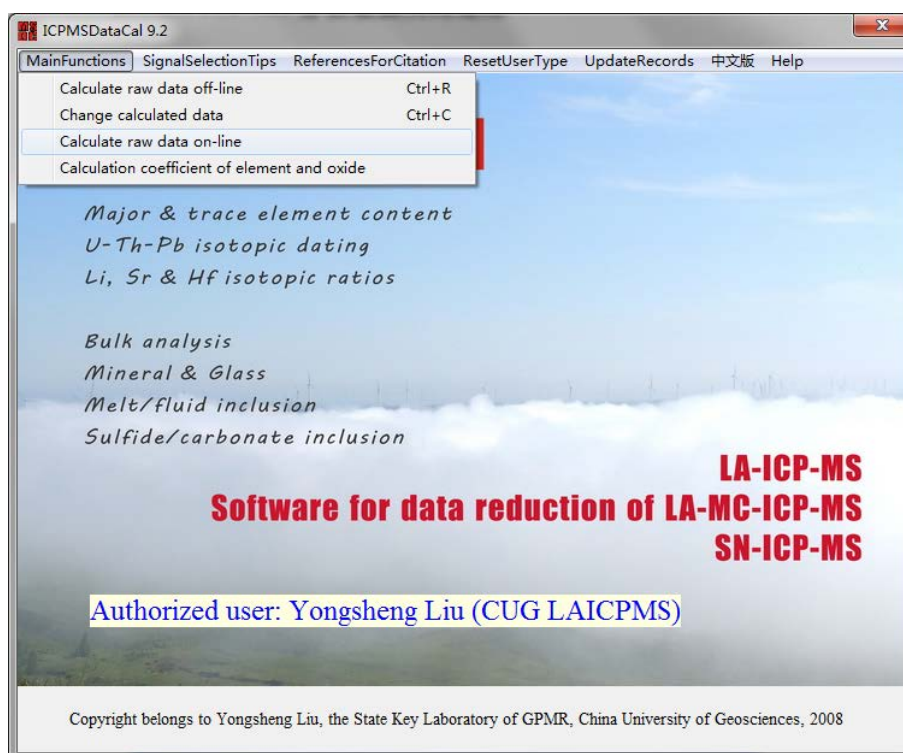 ICPMSDataCal 9.2
MainFunctions SignalSelectionTips ReferencesForCitation ResetUserType UpdateRecords 中文版 Help
Calculate raw data off-line Ctrl+R
Change calculated data Ctrl+C
Calculate raw data on-line
Calculation coefficient of element and oxide
Major & trace element content
U-Th-Pb isotopic dating
Li, Sr & Hf isotopic ratios
Bulk analysis
Mineral & Glass
Melt/fluid inclusion
Sulfide/carbonate inclusion
LA-ICP-MS
Software for data reduction of LA-MC-ICP-MS
SN-ICP-MS
Authorized user: Yongsheng Liu (CUG LAICPMS)
Copyright belongs to Yongsheng Liu, the State Key Laboratory of GPMR, China University of Geosciences, 2008